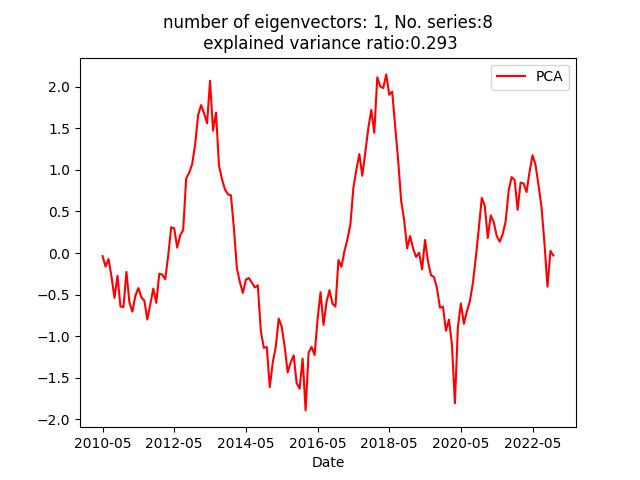 number of eigenvectors: 1, No. series:8
explained variance ratio:0.293
PCA
2.0
1.5
1.0
0.5
0.0
−0.5
−1.0
−1.5
−2.0
2010-05 2012-05 2014-05 2016-05 2018-05 2020-05 2022-05
Date